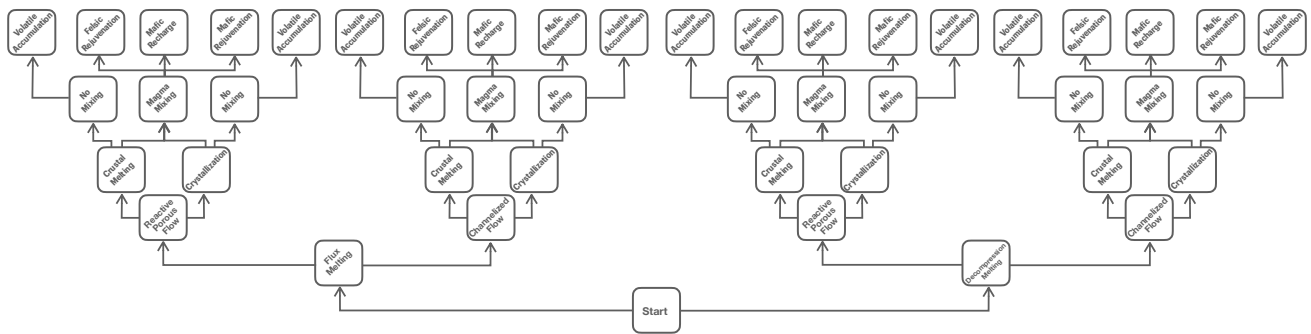 Volatile
Accumulation
Felsic
Rejuvenation
Mafic
Recharge
Mafic
Rejuvenation
Volatile
Accumulation
Volatile
Accumulation
Felsic
Rejuvenation
Mafic
Recharge
Mafic
Rejuvenation
Volatile
Accumulation
Volatile
Accumulation
Felsic
Rejuvenation
Mafic
Recharge
Mafic
Rejuvenation
Volatile
Accumulation
Volatile
Accumulation
Felsic
Rejuvenation
Mafic
Recharge
Mafic
Rejuvenation
Volatile
Accumulation
No
Mixing
Magma
Mixing
No
Mixing
No
Mixing
Magma
Mixing
No
Mixing
No
Mixing
Magma
Mixing
No
Mixing
No
Mixing
Magma
Mixing
No
Mixing
Crustal
Melting
Crystallization
Crustal
Melting
Crystallization
Crustal
Melting
Crystallization
Crustal
Melting
Crystallization
Reactive
Porous
Flow
Channelized
Flow
Reactive
Porous
Flow
Channelized
Flow
Flux
Melting
Decompression
Melting
Start